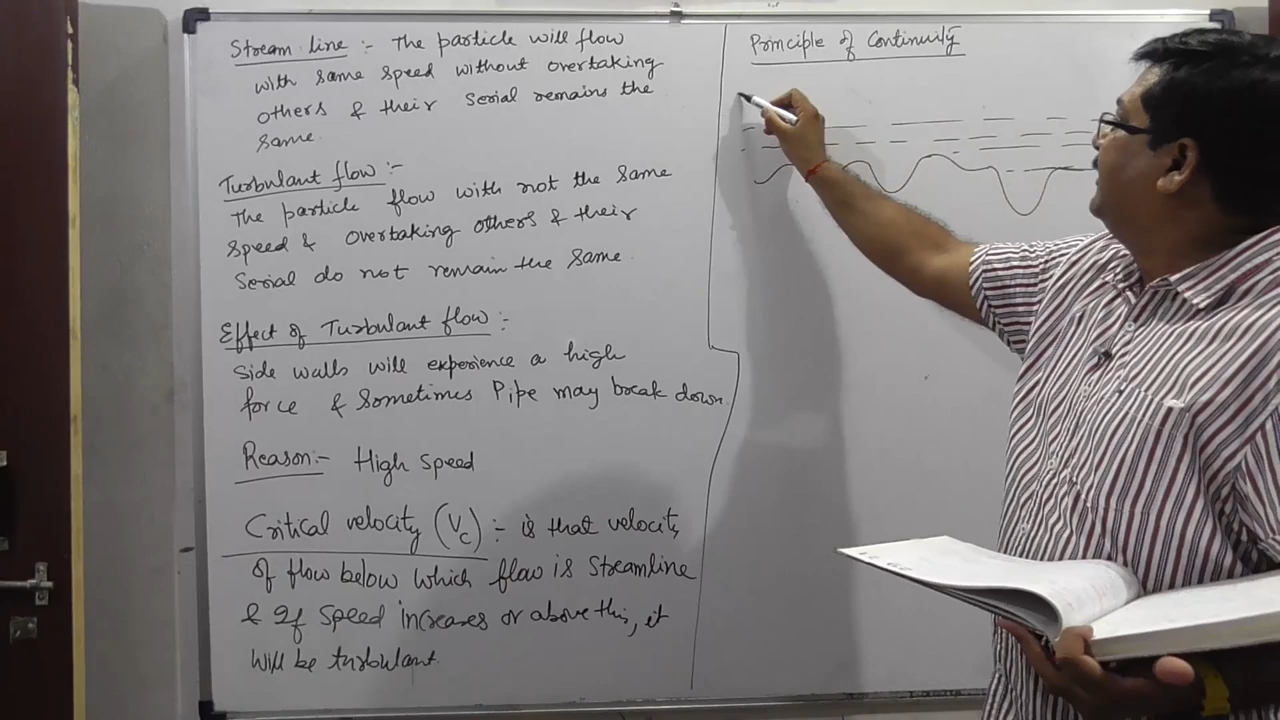 Stream line :- The particle will flow
with same speed without overtaking
others & their serial remains the
same.
Turbulant flow :-
The particle flow with not the same
speed & overtaking others & their
serial do not remain the same.
Effect of Turbulant flow :-
Side walls will experience a high
force & sometimes Pipe may break down.
Reason:- High speed
Critical velocity (Vc) :- is that velocity
of flow below which flow is streamline
& If speed increases or above this, it
will be turbulant.
Principle of Continuity